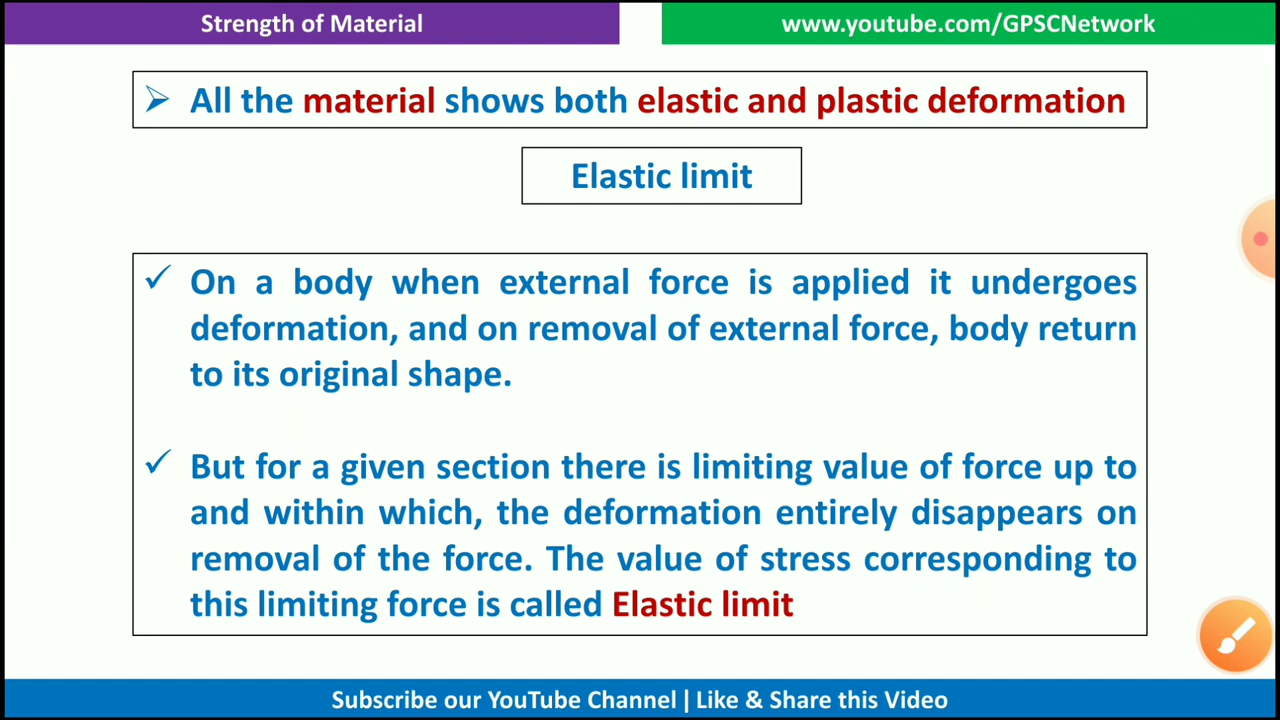 Strength of Material
www.youtube.com/GPSCNetwork
All the material shows both elastic and plastic deformation
Elastic limit
On a body when external force is applied it undergoes
deformation, and on removal of external force, body return
to its original shape.
But for a given section there is limiting value of force up to
and within which, the deformation entirely disappears on
removal of the force. The value of stress corresponding to
this limiting force is called Elastic limit
Subscribe our YouTube Channel | Like & Share this Video